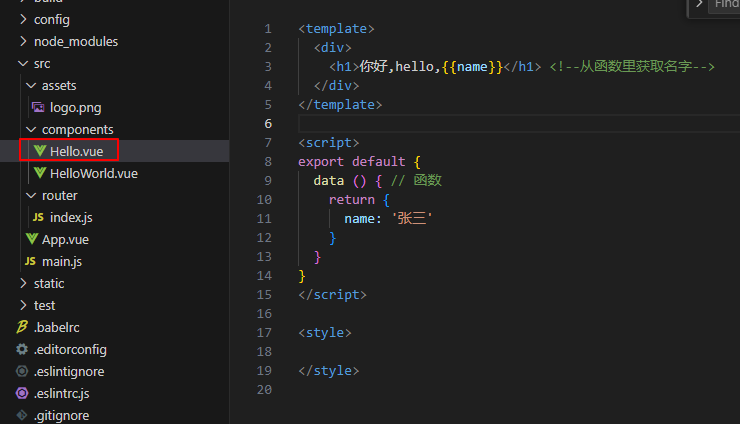 build
config
node_modules
src
assets
logo.png
components
Hello.vue
HelloWorld.vue
router
JS index.js
App.vue
JS main.js
static
test
.babelrc
.editorconfig
.eslintignore
.eslintrc.js
.gitignore
Find
1 <template>
2 <div>
3 <h1>你好,hello,{{name}}</h1> <!--从函数里获取名字-->
4 </div>
5 </template>
6
7 <script>
8 export default {
9 data () { // 函数
10 return {
11 name: '张三'
12 }
13 }
14 }
15 </script>
16
17 <style>
18
19 </style>
20